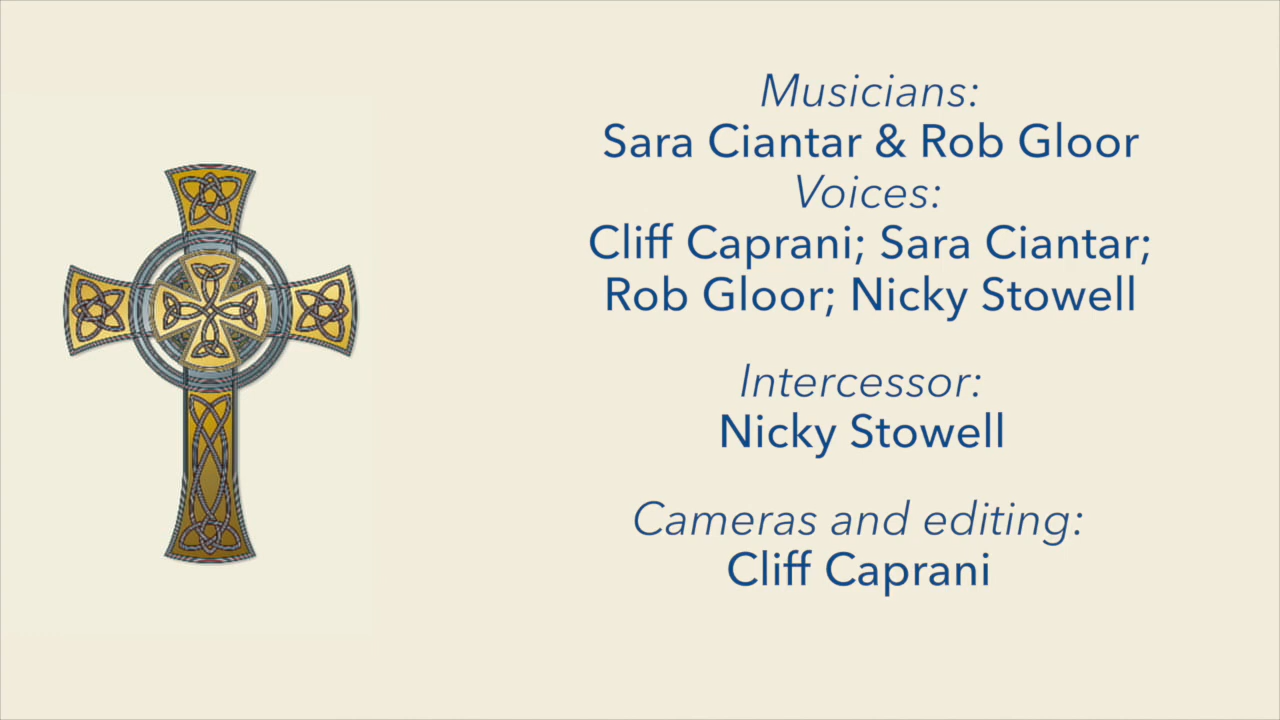 Musicians:
Sara Ciantar & Rob Gloor
Voices:
Cliff Caprani; Sara Ciantar;
Rob Gloor; Nicky Stowell
Intercessor:
Nicky Stowell
Cameras and editing:
Cliff Caprani